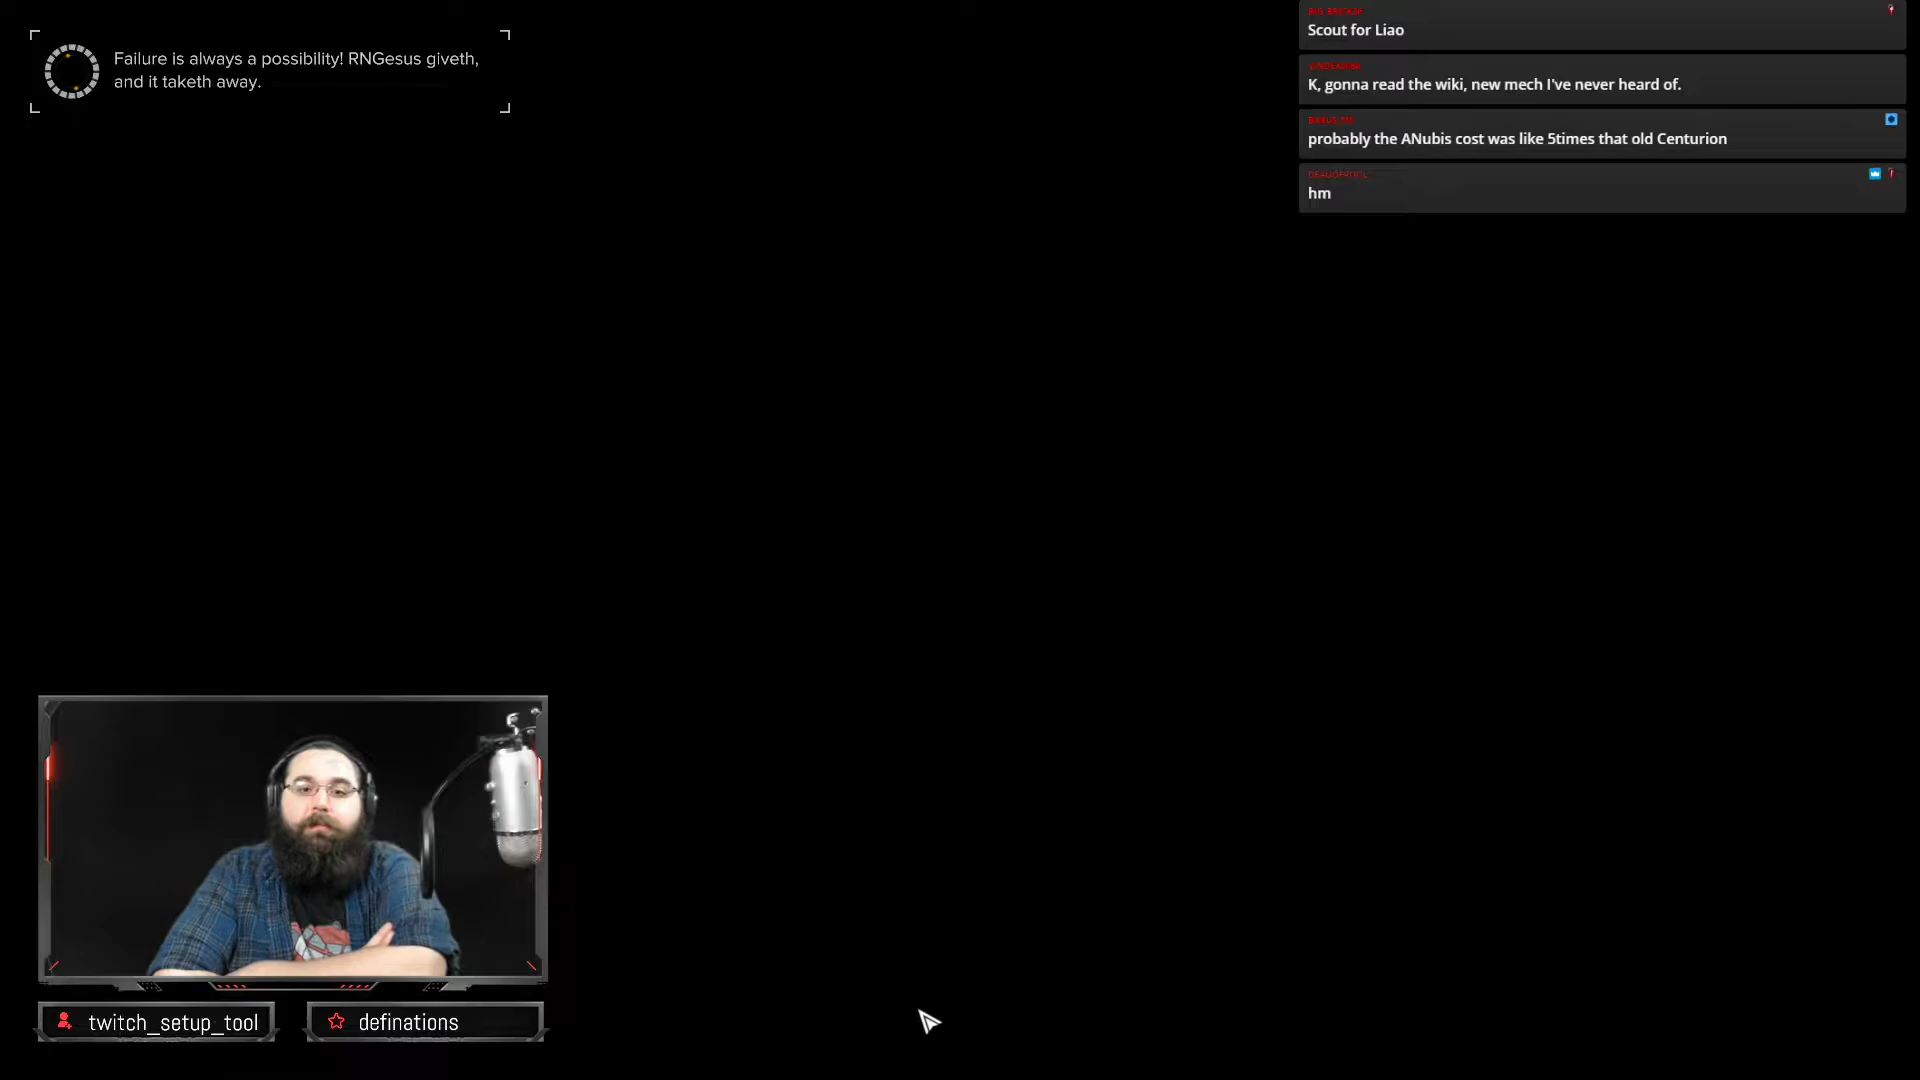 Failure is always a possibility! RNGesus giveth,
and it taketh away.
Scout for Liao
K, gonna read the wiki, new mech I've never heard of.
probably the ANubis cost was like 5times that old Centurion
hm
twitch_setup_tool
definations